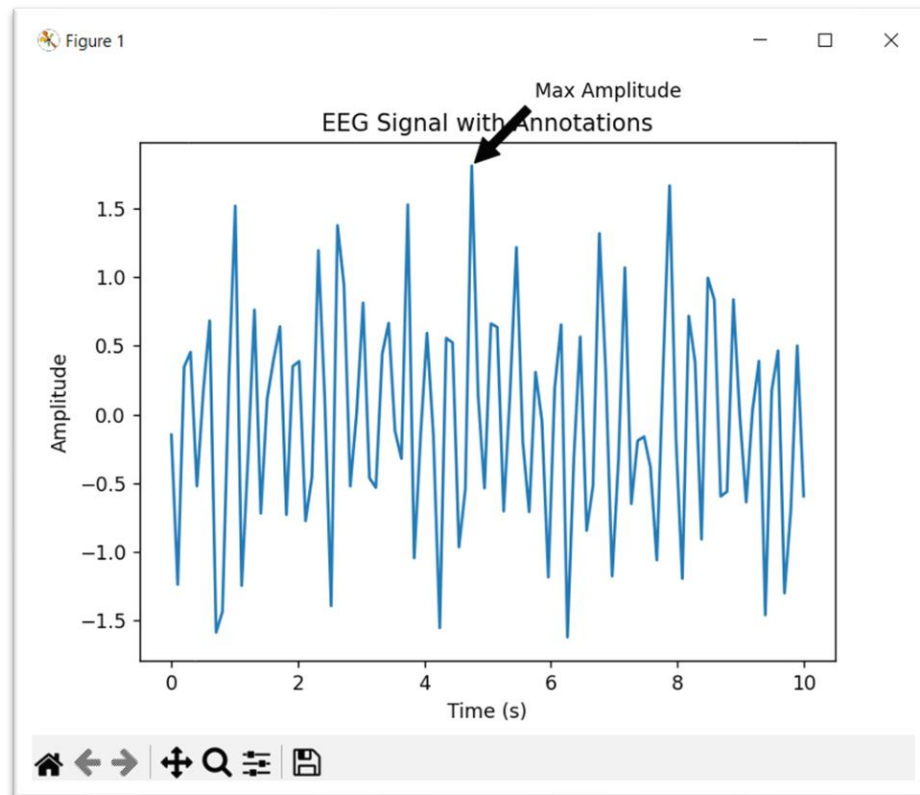 Figure 1
Max Amplitude
EEG Signal with Annotations
Amplitude
1.5
1.0
0.5
0.0
−0.5
−1.0
−1.5
0 2 4 6 8 10
Time (s)